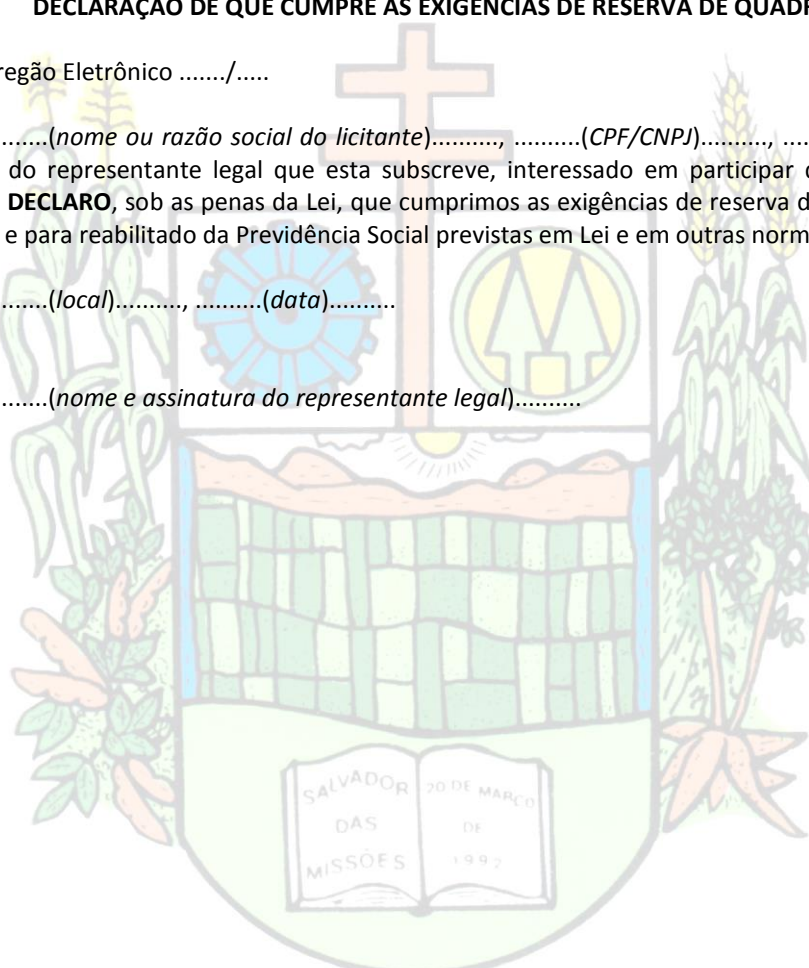 DECLARAÇÃO DE QUE CUMPRE AS EXIGÊNCIAS DE RESERVA DE
regão Eletrônico ......./.....
.......(nome ou razão social do licitante).........., ..........(CPF/CNPJ).........., ....
do representante legal que esta subscreve, interessado em participar
DECLARO, sob as penas da Lei, que cumprimos as exigências de reserva
e para reabilitado da Previdência Social previstas em Lei e em outras
.......(local).........., ..........(data)..........
.......(nome e assinatura do representante legal)..........
SALVADOR
DAS
MISSÕES
20 DE MARÇO
DE
1992